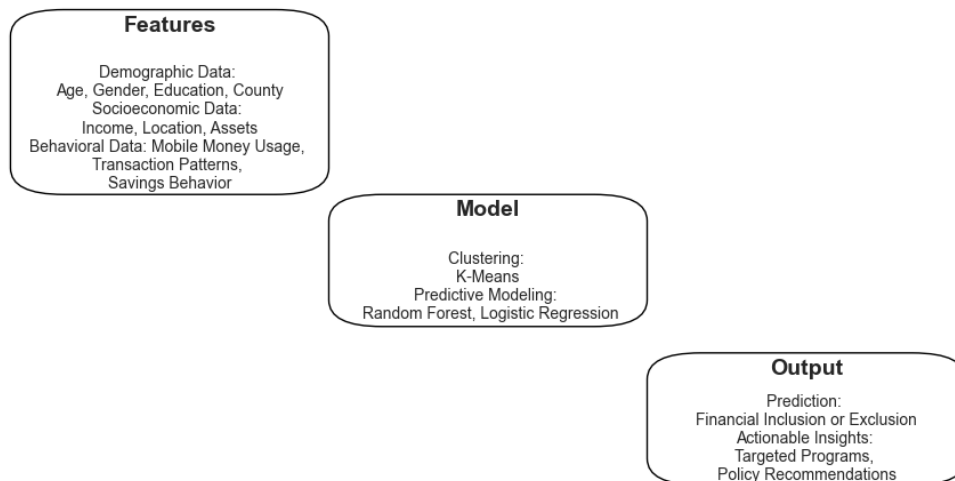 Features
Demographic Data:
Age, Gender, Education, County
Socioeconomic Data:
Income, Location, Assets
Behavioral Data: Mobile Money Usage,
Transaction Patterns,
Savings Behavior
Model
Clustering:
K-Means
Predictive Modeling:
Random Forest, Logistic Regression
Output
Prediction:
Financial Inclusion or Exclusion
Actionable Insights:
Targeted Programs,
Policy Recommendations